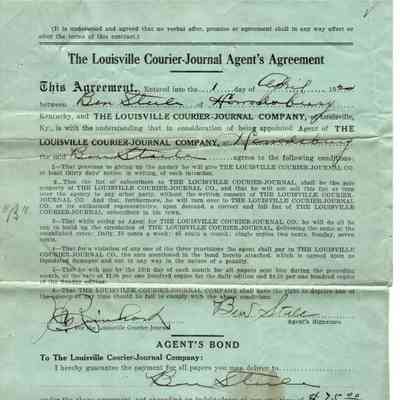 (It is understood and agreed that no verbal offer, promise or agreement shall in any way effect or
alter the terms of this contract.)
The Louisville Courier-Journal Agent's Agreement
This Agreement, Entered into the 1 day of April 1920
between Ben Steele of Harrodsburg
Kentucky, and THE LOUISVILLE COURIER-JOURNAL COMPANY, of Louisville,
Ky., is with the understanding that in consideration of being appointed Agent of THE
LOUISVILLE COURIER-JOURNAL COMPANY, at Harrodsburg
the said Ben agrees to the following conditions:
1—That previous to giving up the agency he will give THE LOUISVILLE COURIER-JOURNAL CO.
at least thirty days' notice in writing, of such intention.
2—That the list of subscribers to THE LOUISVILLE COURIER-JOURNAL, shall be the sole
property of THE LOUISVILLE COURIER-JOURNAL CO., and that he will not sell this list or turn
over the agency to any other party, without the written consent of THE LOUISVILLE COURIER-
JOURNAL CO. And that, furthermore, he will turn over to THE LOUISVILLE COURIER-JOURNAL
CO., or its authorized representative, upon demand, a correct and full list of THE LOUISVILLE
COURIER-JOURNAL subscribers in his town.
3—That while acting as Agent for THE LOUISVILLE COURIER-JOURNAL CO., he will do all he
can to build up the circulation of THE LOUISVILLE COURIER-JOURNAL, delivering the same at the
established rates: Daily, 15 cents a week; 65 cents a month; single copies two cents; Sunday, seven
cents.
4—That for a violation of any one of the three provisions the agent shall pay to THE LOUISVILLE
COURIER-JOURNAL CO. the sum mentioned in the bond hereto attached, which is agreed upon as
liquidated damages and not in any way in the nature of a penalty.
5—That he will pay by the 10th day of each month for all papers sent him during the preceding
month, at the rate of per one hundred copies for the daily edition and per one hundred copies
of the Sunday edition.
6—That THE LOUISVILLE COURIER-JOURNAL COMPANY shall have the right to deprive him of
the agency at any time should he fail to comply with the above conditions.
Ben Steele
For the Louisville Courier-Journal Agent's Signature
AGENT'S BOND
To The Louisville Courier-Journal Company:
I hereby guarantee the payment for all papers you may deliver to
Ben Steele
under the above agreement, not exceeding $75.00